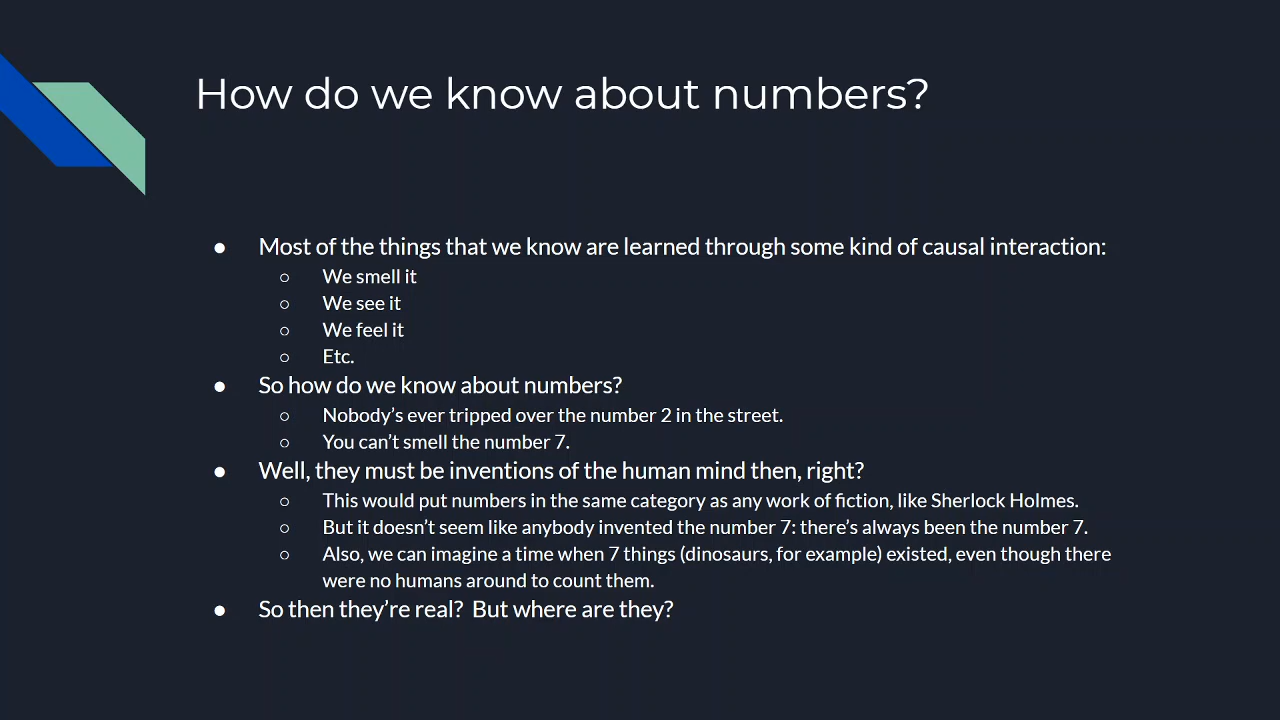 How do we know about numbers?
● Most of the things that we know are learned through some kind of causal interaction:
○ We smell it
○ We see it
○ We feel it
○ Etc.
● So how do we know about numbers?
○ Nobody’s ever tripped over the number 2 in the street.
○ You can’t smell the number 7.
● Well, they must be inventions of the human mind then, right?
○ This would put numbers in the same category as any work of fiction, like Sherlock Holmes.
○ But it doesn’t seem like anybody invented the number 7: there’s always been the number 7.
○ Also, we can imagine a time when 7 things (dinosaurs, for example) existed, even though there
were no humans around to count them.
● So then they’re real?  But where are they?